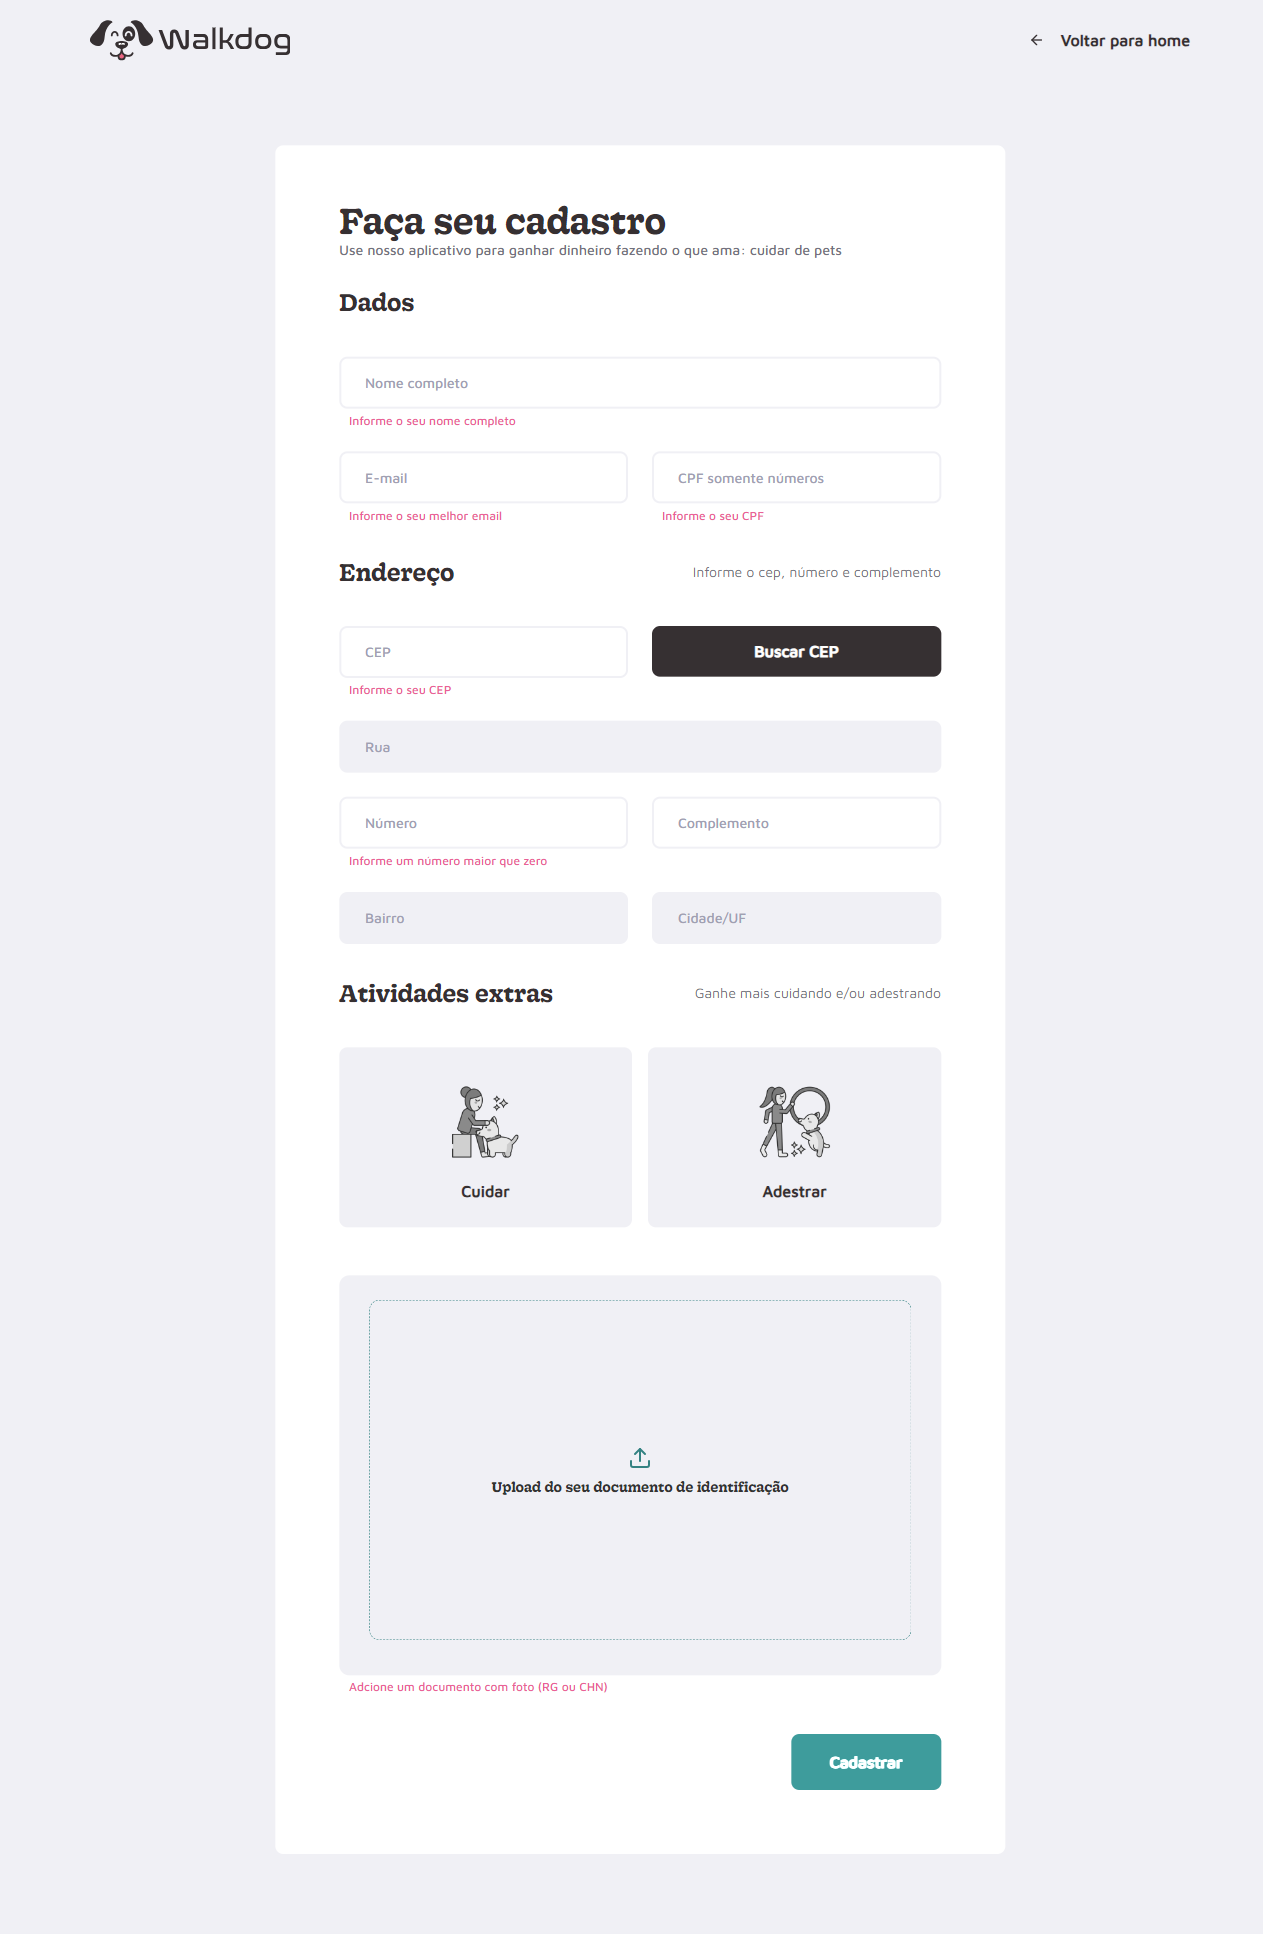 Walkdog
Voltar para home
Faça seu cadastro
Use nosso aplicativo para ganhar dinheiro fazendo o que ama: cuidar de pets
Dados
Nome completo
Informe o seu nome completo
E-mail
CPF somente números
Informe o seu melhor email
Informe o seu CPF
Endereço
Informe o cep, número e complemento
CEP
Buscar CEP
Informe o seu CEP
Rua
Número
Complemento
Informe um número maior que zero
Bairro
Cidade/UF
Atividades extras
Ganhe mais cuidando e/ou adestrando
Cuidar
Adestrar
Upload do seu documento de identificação
Adcione um documento com foto (RG ou CHN)
Cadastrar